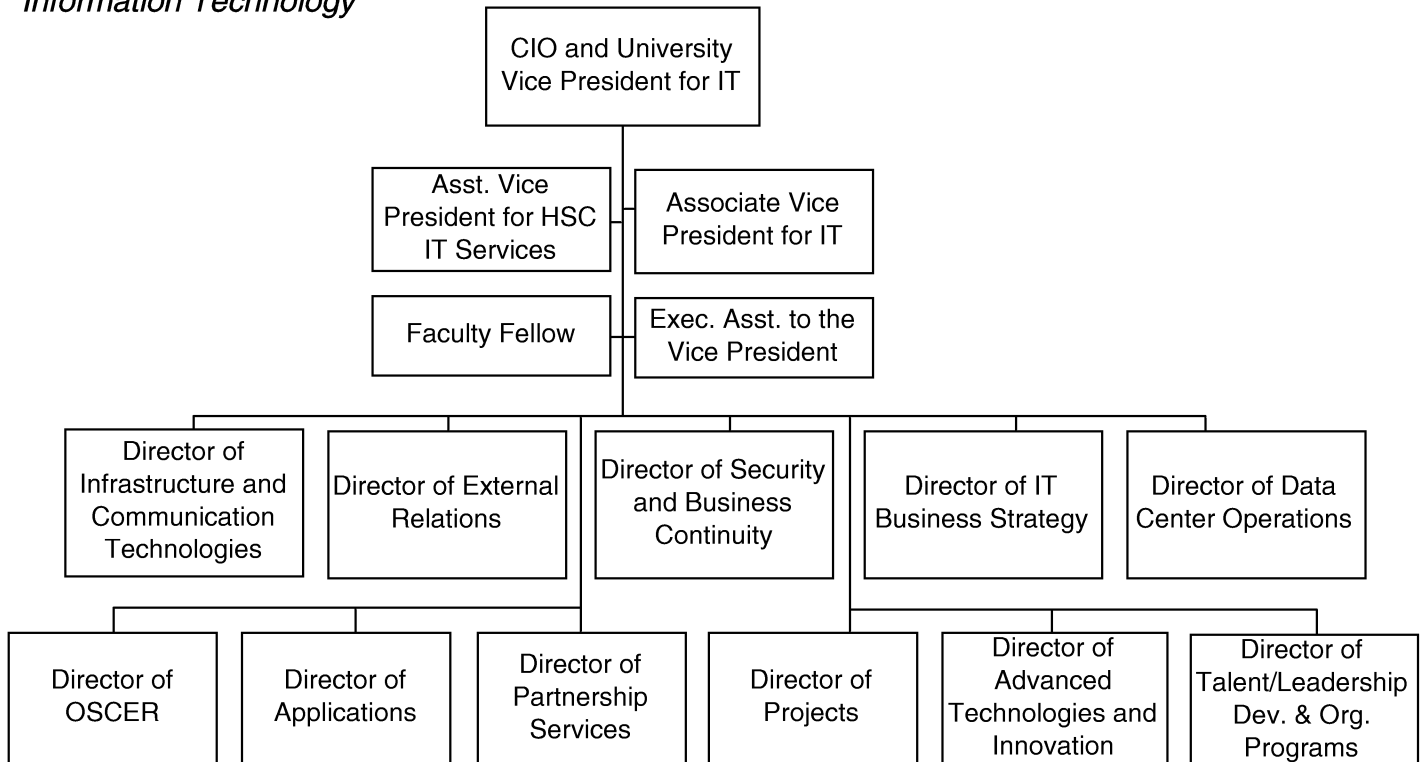 Information Technology
CIO and University
Vice President for IT
Asst. Vice
President for HSC
IT Services
Associate Vice
President for IT
Faculty Fellow
Exec. Asst. to the
Vice President
Director of
Infrastructure and
Communication
Technologies
Director of External
Relations
Director of Security
and Business
Continuity
Director of IT
Business Strategy
Director of Data
Center Operations
Director of
OSCER
Director of
Applications
Director of
Partnership
Services
Director of
Projects
Director of
Advanced
Technologies and
Innovation
Director of
Talent/Leadership
Dev. & Org.
Programs